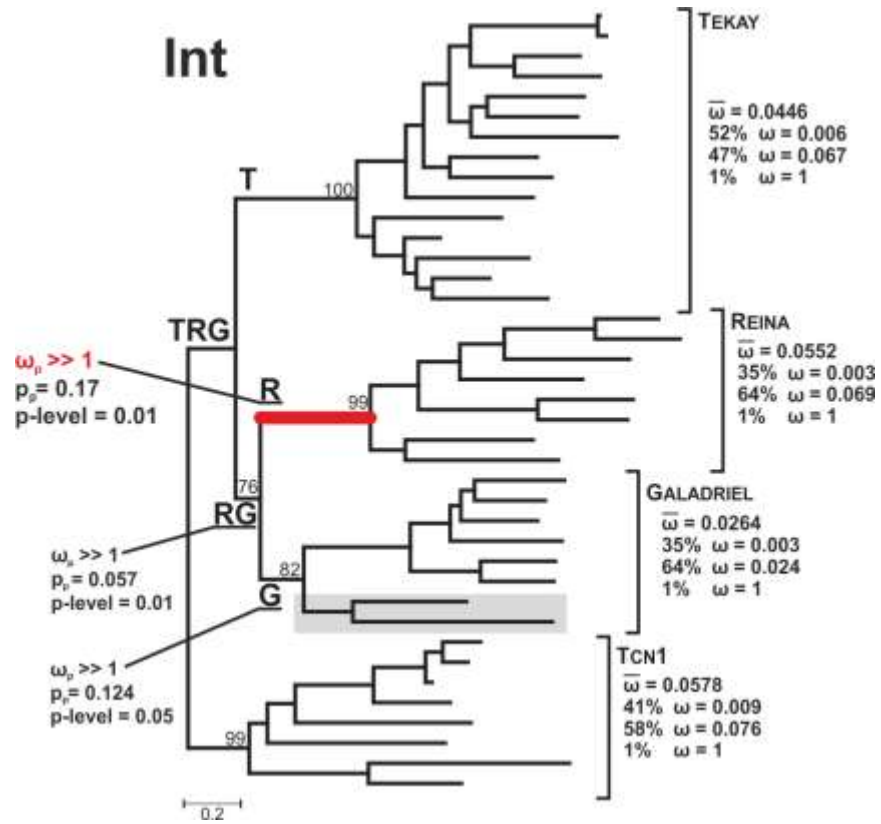 Int
TEKAY
ω̅ = 0.0446
52% ω = 0.006
47% ω = 0.067
1% ω = 1
T
100
TRG
ωp >> 1
pp= 0.17
p-level = 0.01
R
99
REINA
ω̅ = 0.0552
35% ω = 0.003
64% ω = 0.069
1% ω = 1
76
RG
ωp >> 1
pp = 0.057
p-level = 0.01
82
G
GALADRIEL
ω̅ = 0.0264
35% ω = 0.003
64% ω = 0.024
1% ω = 1
ωp >> 1
pp= 0.124
p-level = 0.05
TCN1
ω̅ = 0.0578
41% ω = 0.009
58% ω = 0.076
1% ω = 1
99
0.2